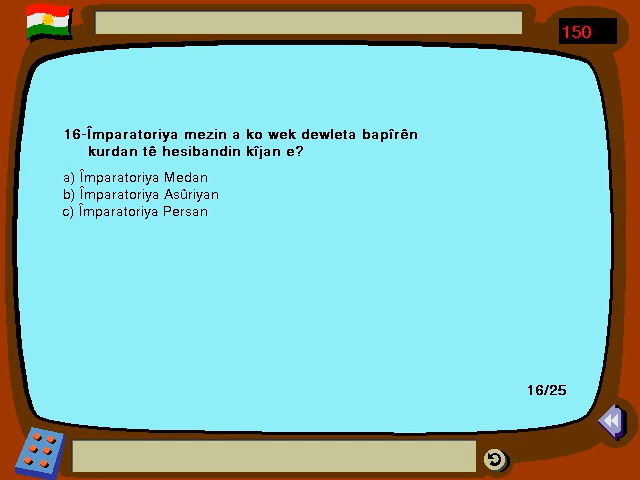 150
16-Împaratoriya mezin a ko wek dewleta bapîrên
kurdan tê hesibandin kîjan e?
a) Împaratoriya Medan
b) Împaratoriya Asûriyan
c) Împaratoriya Persan
16/25